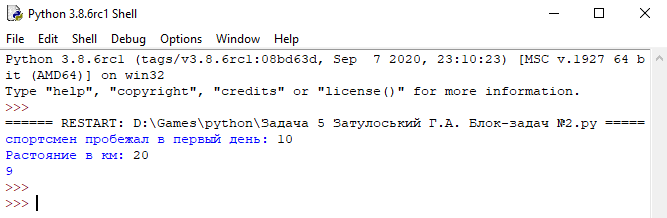 Python 3.8.6rc1 Shell
File Edit Shell Debug Options Window Help
Python 3.8.6rc1 (tags/v3.8.6rc1:08bd63d, Sep  7 2020, 23:10:23) [MSC v.1927 64 b
it (AMD64)] on win32
Type "help", "copyright", "credits" or "license()" for more information.
>>>
====== RESTART: D:\Games\python\Задача 5 Затулоський Г.А. Блок-задач №2.py =====
спортсмен пробежал в первый день: 10
Растояние в км: 20
9
>>>
>>>